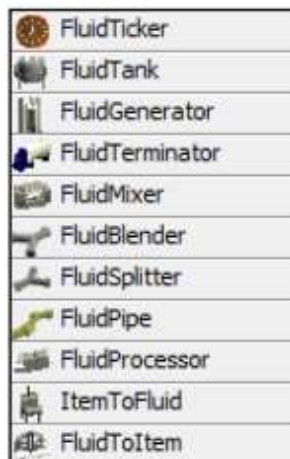 FluidTicker
FluidTank
FluidGenerator
FluidTerminator
FluidMixer
FluidBlender
FluidSplitter
FluidPipe
FluidProcessor
ItemToFluid
FluidToItem